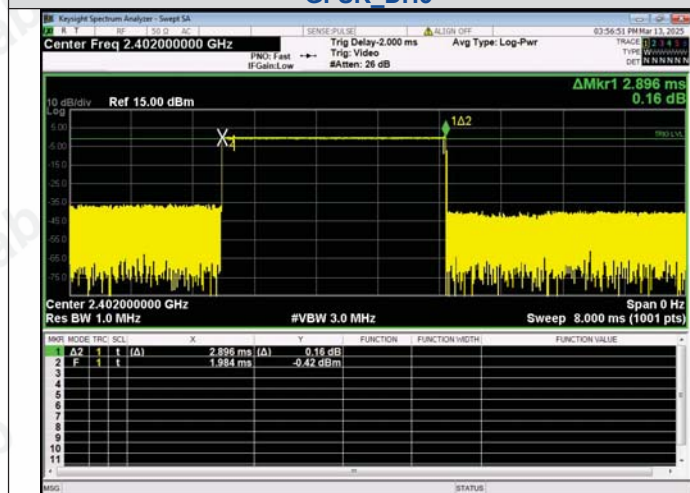 GFSK_DH5
Keysight Spectrum Analyzer - Swept SA
R T RF 50 Ω AC SENSE:PULSE ALIGN OFF 03:56:51 PM Mar 13, 2025
Center Freq 2.402000000 GHz
PNO: Fast
IFGain:Low
Trig Delay-2.000 ms
Trig: Video
#Atten: 26 dB
Avg Type: Log-Pwr
TRACE 1 2 3 4 5 6
TYPE
DET N N N N N N
ΔMkr1 2.896 ms
0.16 dB
10 dB/div Ref 15.00 dBm
Log
5.00
1Δ2
TRIG LVL
-5.00
-15.0
-25.0
-35.0
-45.0
-55.0
-65.0
-75.0
Center 2.402000000 GHz Span 0 Hz
Res BW 1.0 MHz #VBW 3.0 MHz Sweep 8.000 ms (1001 pts)
MKR MODE TRC SCL X Y FUNCTION FUNCTION WIDTH FUNCTION VALUE
1 Δ2 1 t (Δ) 2.896 ms (Δ) 0.16 dB
2 F 1 t 1.984 ms -0.42 dBm
3
4
5
6
7
8
9
10
11
MSG STATUS